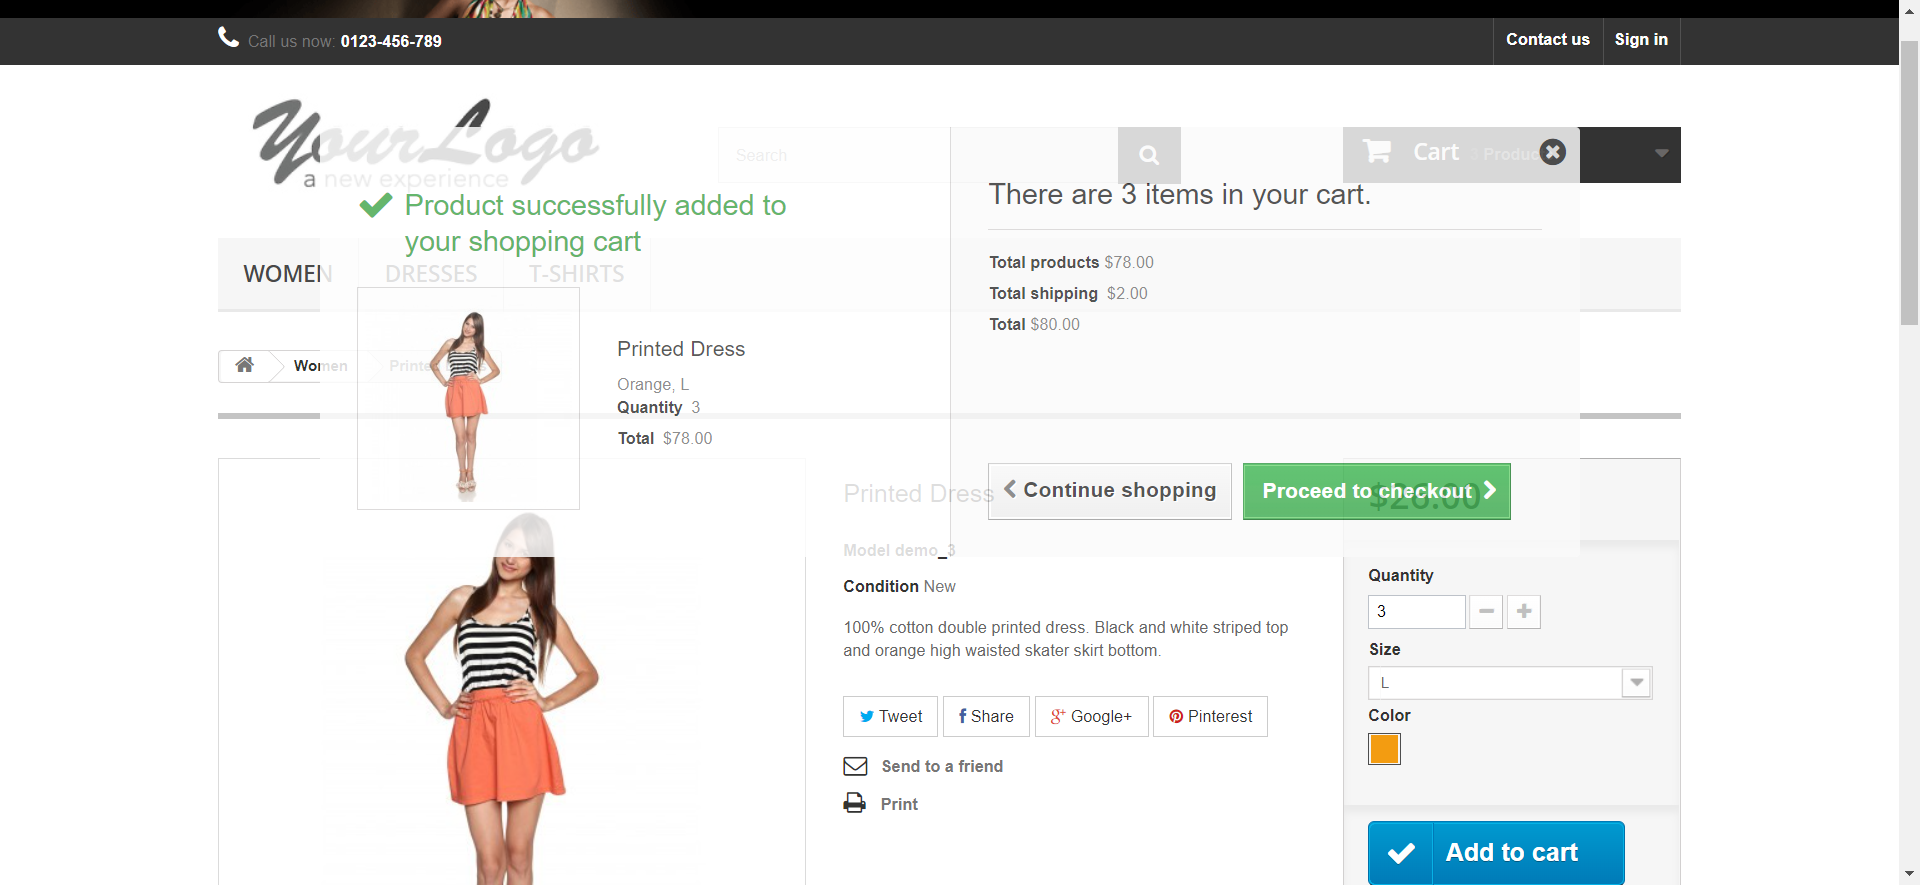 Call us now: 0123-456-789
Contact us
Sign in
YourLogo
a new experience
Search
Cart 3 Produc
Product successfully added to
your shopping cart
There are 3 items in your cart.
WOMEN
DRESSES
T-SHIRTS
Total products $78.00
Total shipping $2.00
Total $80.00
Women
Printed Dress
Printed Dress
Orange, L
Quantity 3
Total $78.00
Continue shopping
Proceed to checkout
$26.00
Printed Dress
Model demo_3
Condition New
100% cotton double printed dress. Black and white striped top
and orange high waisted skater skirt bottom.
Tweet
Share
Google+
Pinterest
Send to a friend
Print
Quantity
3
Size
L
Color
Add to cart